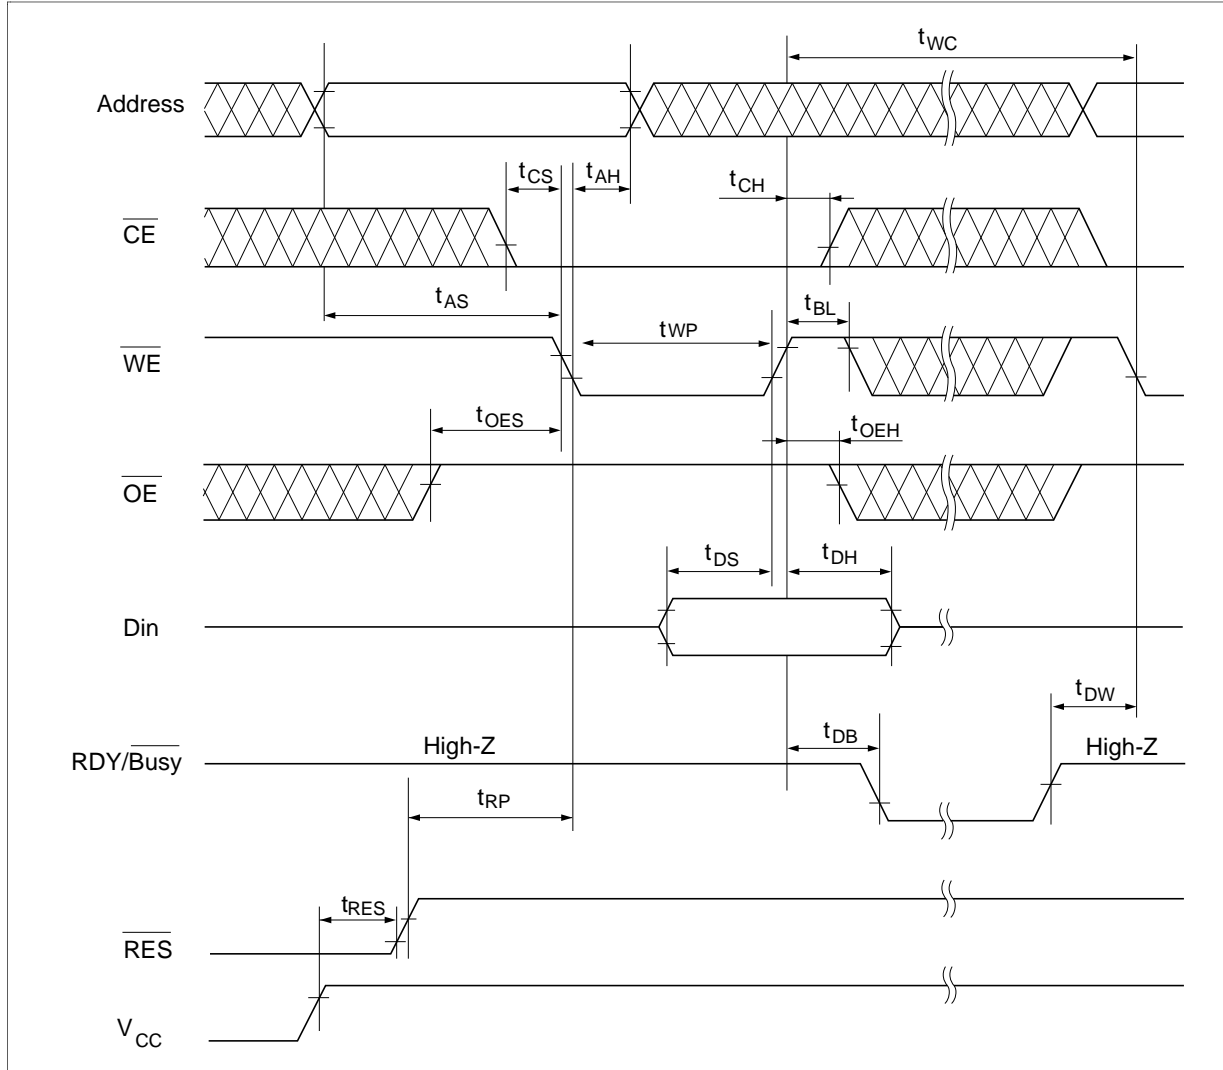 tWC
Address
tCS
tAH
tCH
CE
tAS
tBL
tWP
WE
tOES
tOEH
OE
tDS
tDH
Din
tDW
tDB
High-Z
High-Z
RDY/Busy
tRP
tRES
RES
VCC